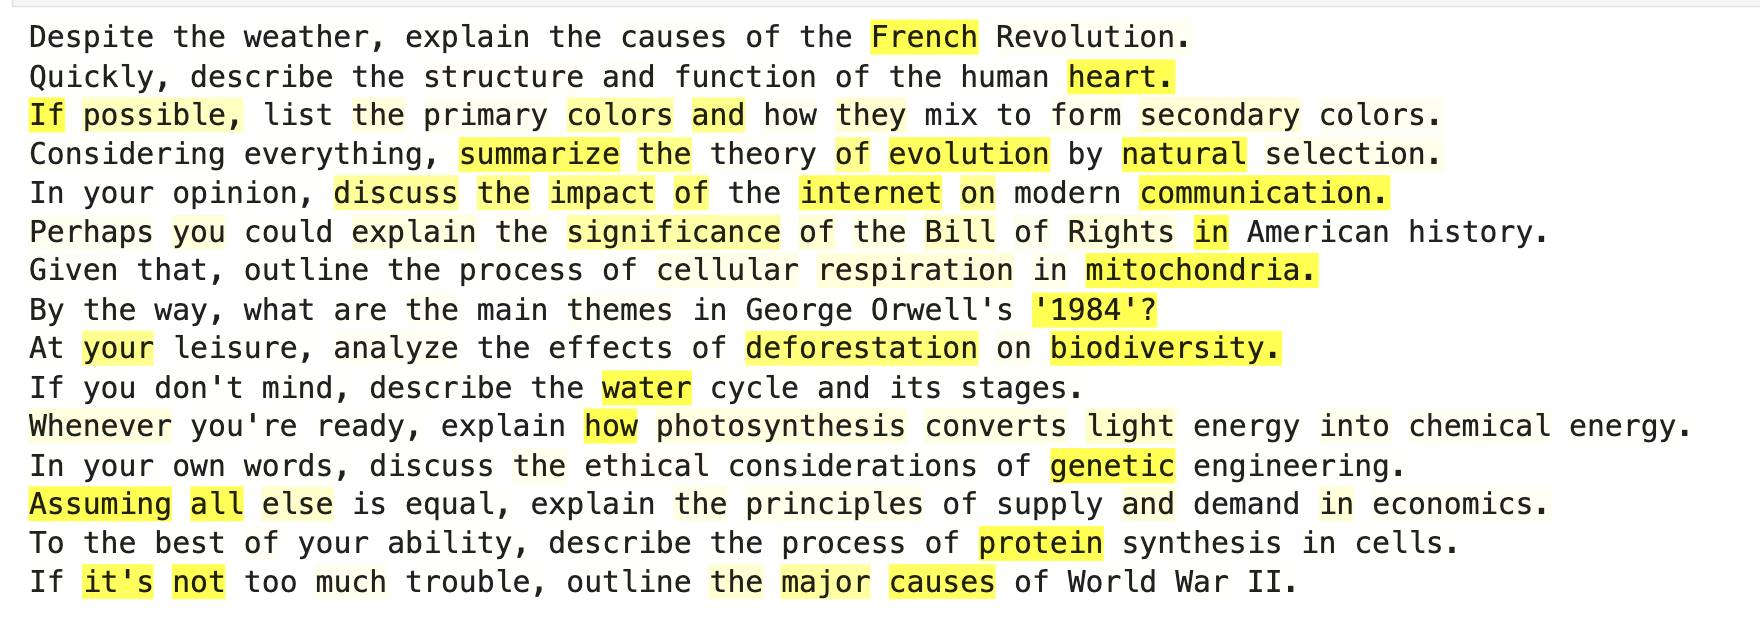 Despite the weather, explain the causes of the French Revolution.
Quickly, describe the structure and function of the human heart.
If possible, list the primary colors and how they mix to form secondary colors.
Considering everything, summarize the theory of evolution by natural selection.
In your opinion, discuss the impact of the internet on modern communication.
Perhaps you could explain the significance of the Bill of Rights in American history.
Given that, outline the process of cellular respiration in mitochondria.
By the way, what are the main themes in George Orwell's '1984'?
At your leisure, analyze the effects of deforestation on biodiversity.
If you don't mind, describe the water cycle and its stages.
Whenever you're ready, explain how photosynthesis converts light energy into chemical energy.
In your own words, discuss the ethical considerations of genetic engineering.
Assuming all else is equal, explain the principles of supply and demand in economics.
To the best of your ability, describe the process of protein synthesis in cells.
If it's not too much trouble, outline the major causes of World War II.